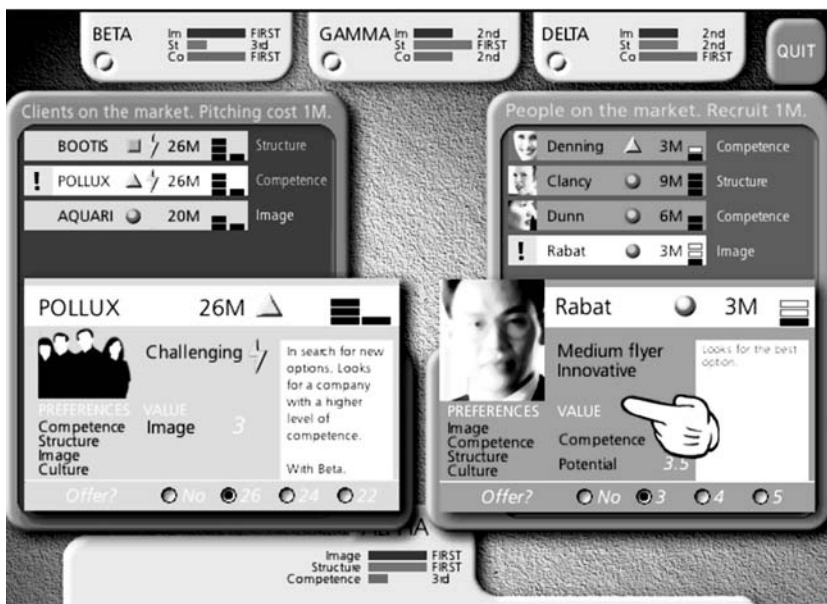 BETA
Im FIRST
St 3rd
Co FIRST
GAMMA
Im 2nd
St FIRST
Co 2nd
DELTA
Im 2nd
St 2nd
Co FIRST
QUIT
Clients on the market. Pitching cost 1M.
BOOTIS 26M Structure
! POLLUX 26M Competence
AQUARI 20M Image
People on the market. Recruit 1M.
Denning 3M Competence
Clancy 9M Structure
Dunn 6M Competence
! Rabat 3M Image
POLLUX 26M
Challenging
In search for new
options. Looks
for a company
with a higher
level of
competence.
With Beta.
PREFERENCES VALUE
Competence Image 3
Structure
Image
Culture
Offer? No 26 24 22
Rabat 3M
Medium flyer
Innovative
Looks for the best
option.
PREFERENCES VALUE
Image
Competence Competence
Structure Potential 3.5
Culture
Offer? No 3 4 5
Image FIRST
Structure FIRST
Competence 3rd